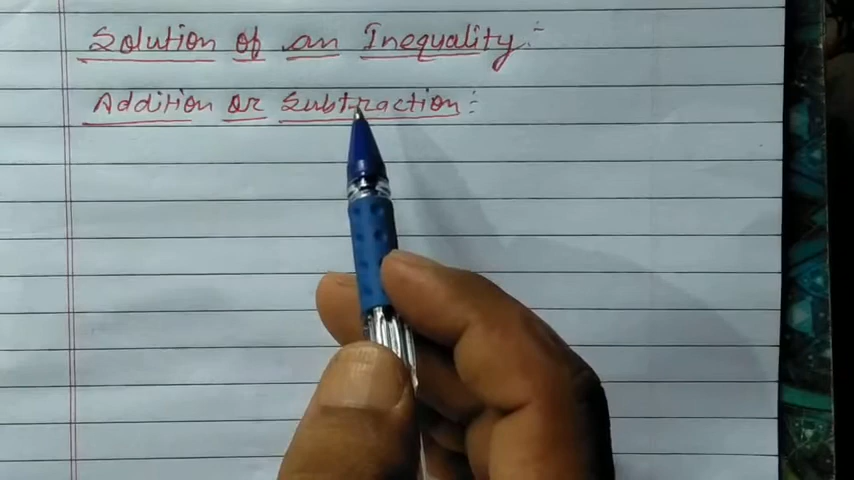 Solution of an Inequality:-
Addition or Subtraction: